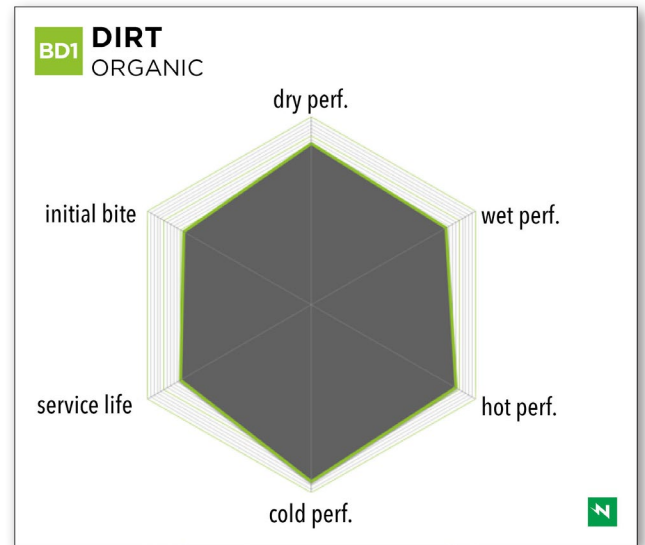 BD1 DIRT
ORGANIC
dry perf.
initial bite
wet perf.
service life
hot perf.
cold perf.